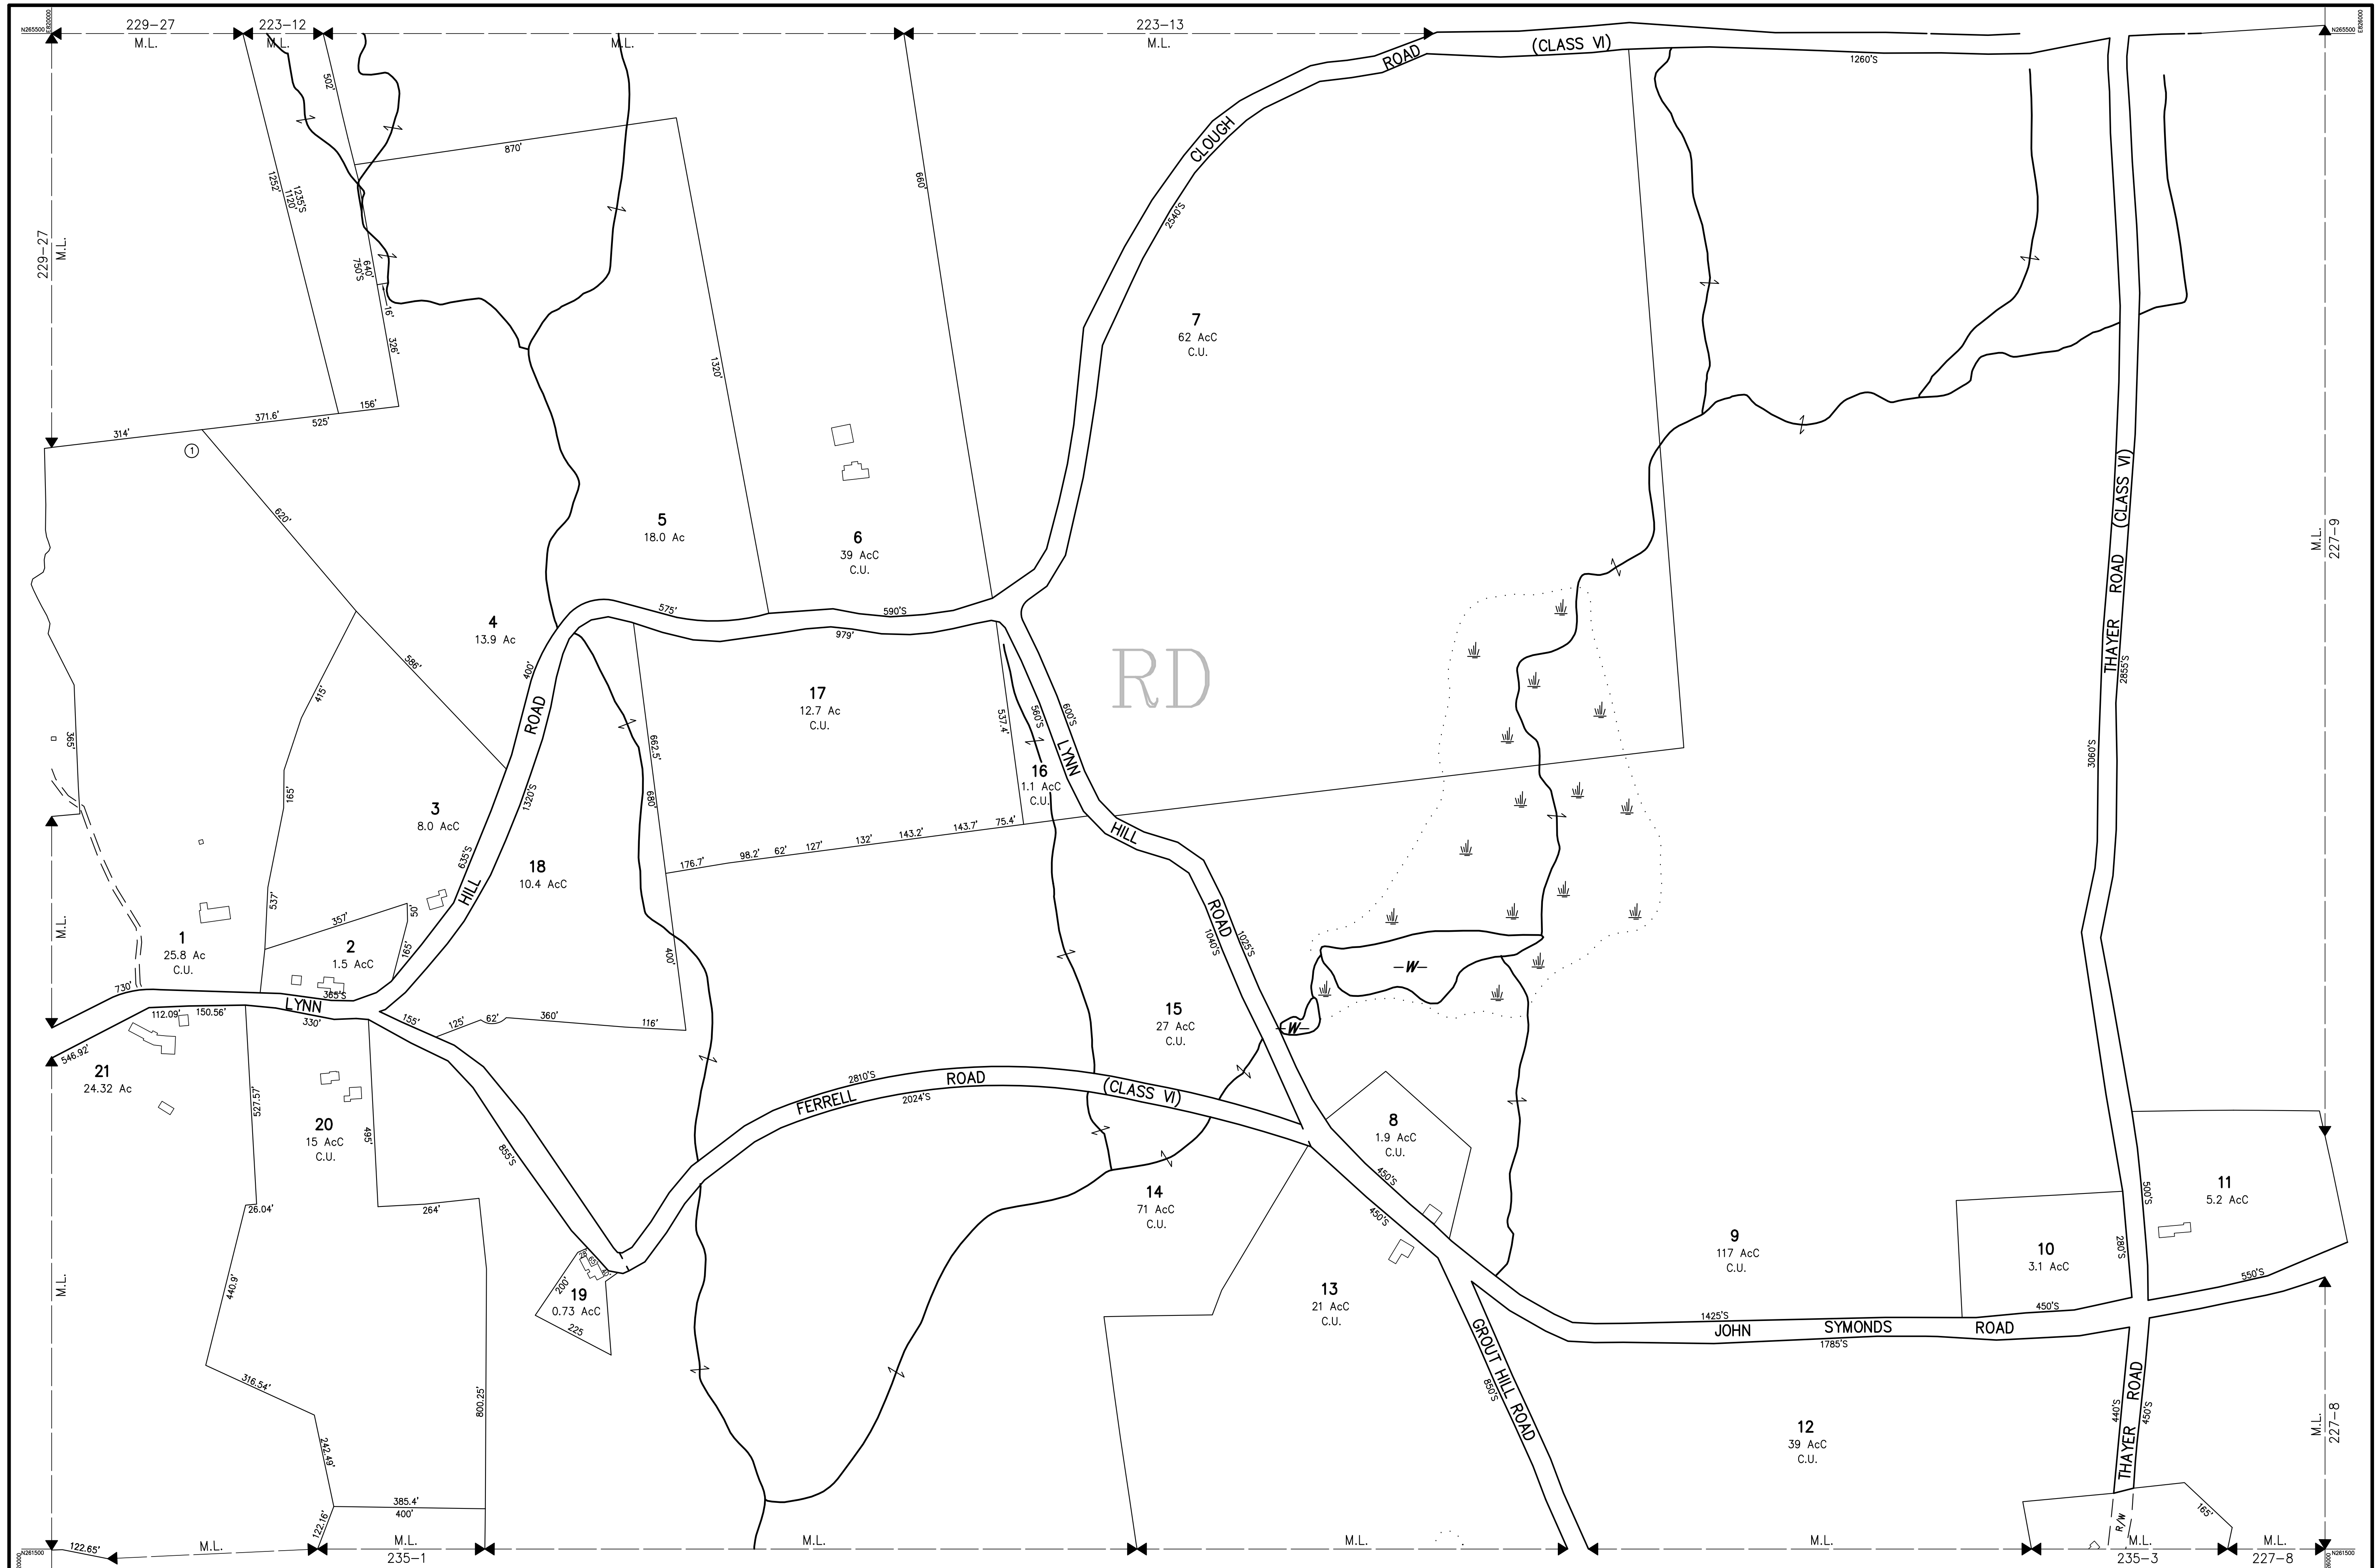 N265500
E820000
229-27
M.L.
223-12
M.L.
M.L.
223-13
M.L.
N265500
E826000
ROAD
(CLASS VI)
1260'S
CLOUGH
2540'S
502'
870'
660'
1252'
1120'
1235'S
229-27
M.L.
640'
750'S
16'
326'
1320'
7
62 AcC
C.U.
314'
371.6'
525'
156'
1
620'
5
18.0 Ac
6
39 AcC
C.U.
THAYER ROAD (CLASS VI)
M.L.
227-9
4
13.9 Ac
586'
415'
400'
575'
590'S
979'
RD
2855'S
3060'S
17
12.7 Ac
C.U.
537.4'
560'S
600'S
LYNN
HILL
ROAD
365'
165'
ROAD
1320'S
662.5'
680'
16
1.1 AcC
C.U.
3
8.0 AcC
635'S
HILL
18
10.4 AcC
176.7'
98.2'
62'
127'
132'
143.2'
143.7'
75.4'
537'
357'
50'
165'
M.L.
1
25.8 Ac
C.U.
2
1.5 AcC
365'S
730'
LYNN
330'
112.09'
150.56'
546.92'
155'
125'
62'
360'
116'
400'
1040'S
1025'S
-W-
-W-
15
27 AcC
C.U.
21
24.32 Ac
527.57'
20
15 AcC
C.U.
495'
855'S
2810'S
FERRELL
ROAD
(CLASS VI)
2024'S
8
1.9 AcC
C.U.
450'S
450'S
14
71 AcC
C.U.
9
117 AcC
C.U.
10
3.1 AcC
280'S
500'S
11
5.2 AcC
26.04'
264'
440.9'
M.L.
200'
19
0.73 AcC
225
13
21 AcC
C.U.
1425'S
JOHN SYMONDS ROAD
1785'S
450'S
550'S
GROUT HILL ROAD
850'S
316.54'
800.25'
242.49'
12
39 AcC
C.U.
THAYER ROAD
440'S
450'S
M.L.
227-8
385.4'
400'
122.16'
122.65'
M.L.
M.L.
235-1
M.L.
M.L.
M.L.
R/W
165'
M.L.
235-3
M.L.
227-8
N261500
N261500